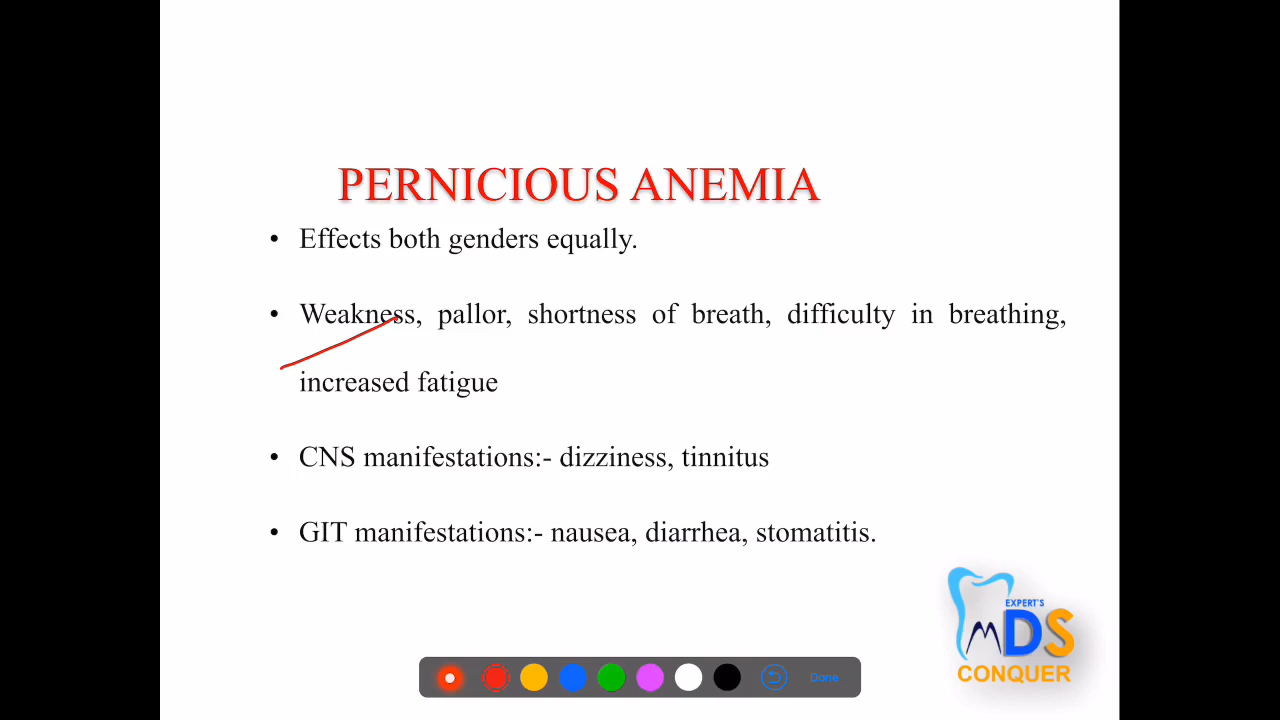 PERNICIOUS ANEMIA
• Effects both genders equally.
• Weakness, pallor, shortness of breath, difficulty in breathing,
increased fatigue
• CNS manifestations:- dizziness, tinnitus
• GIT manifestations:- nausea, diarrhea, stomatitis.
EXPERT'S
MDS
CONQUER
Done